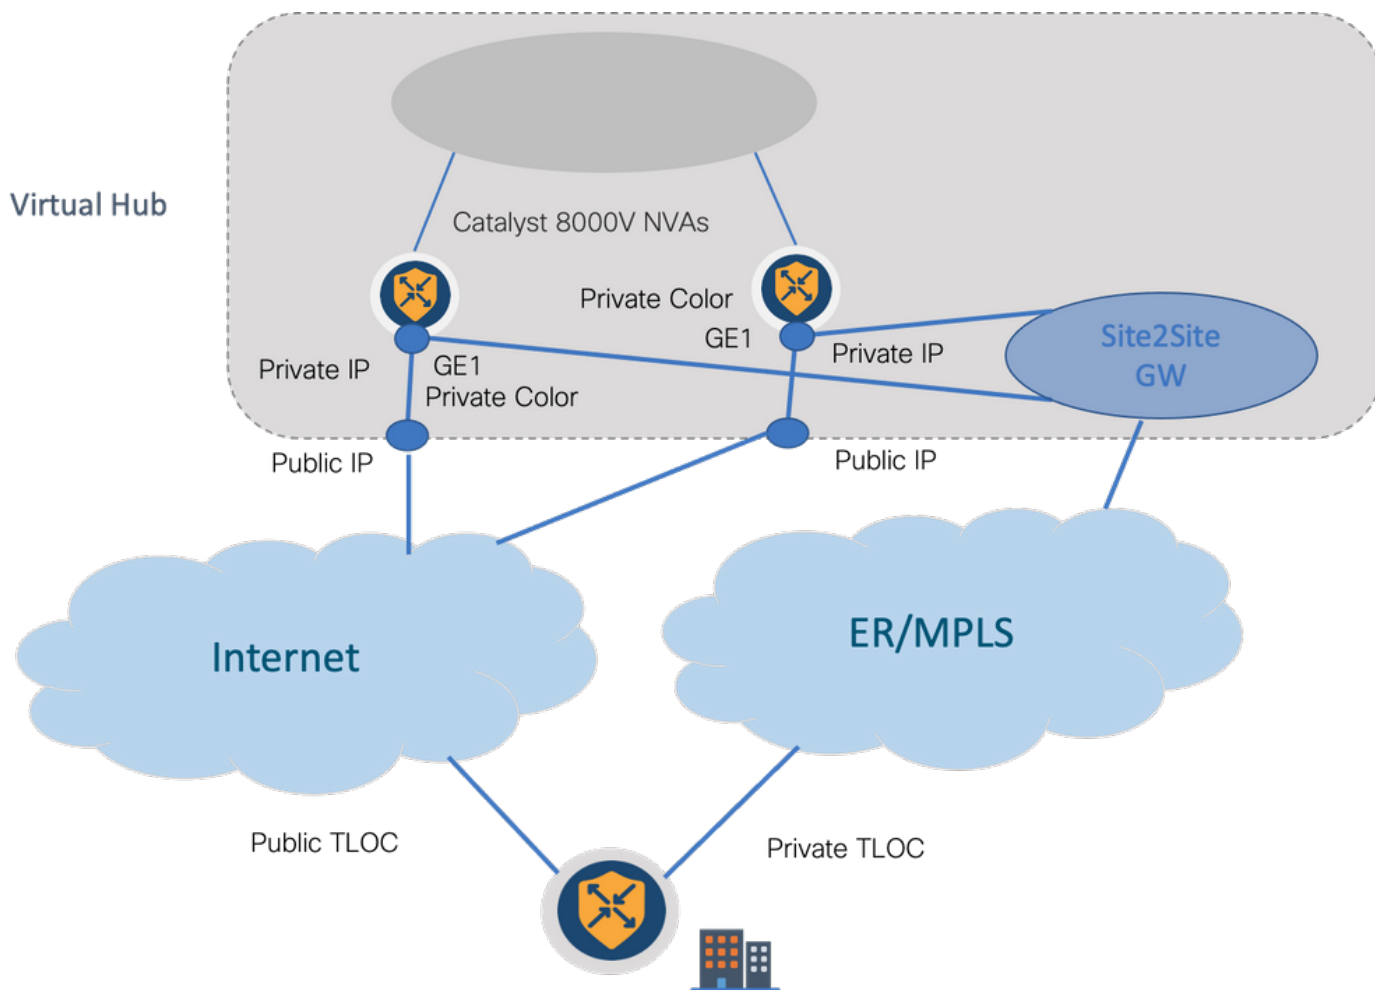 Virtual Hub
Catalyst 8000V NVAs
Private Color
GE1
Private IP
Site2Site
GW
Private IP
GE1
Private Color
Public IP
Public IP
Internet
ER/MPLS
Public TLOC
Private TLOC